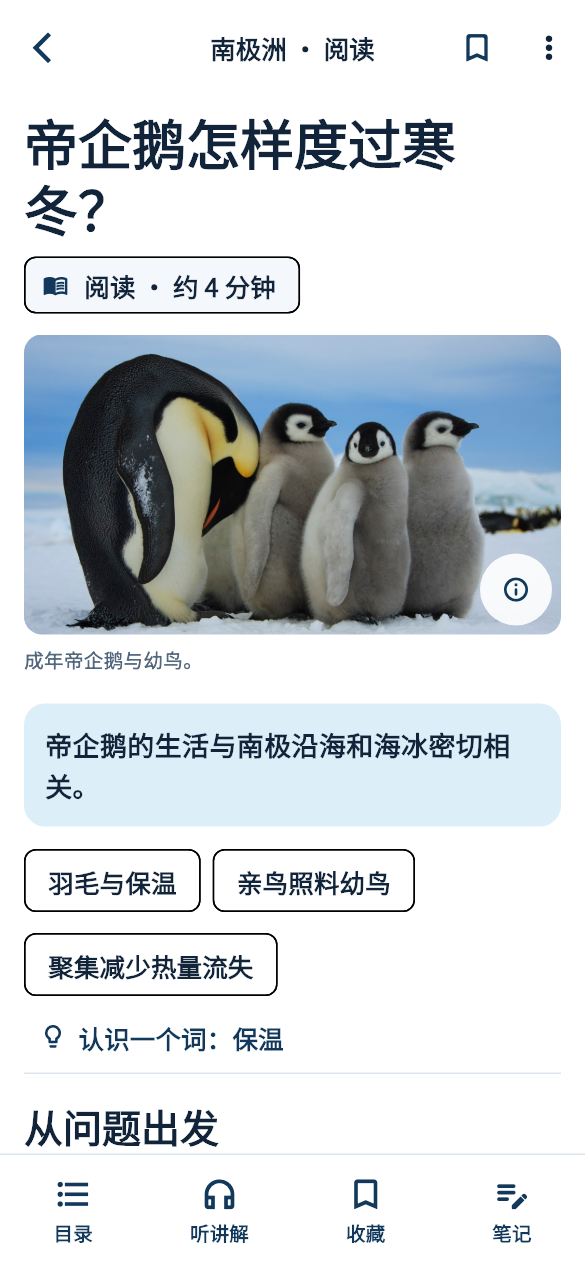 南极洲 · 阅读
帝企鹅怎样度过寒
冬？
阅读 · 约 4 分钟
成年帝企鹅与幼鸟。
帝企鹅的生活与南极沿海和海冰密切相
关。
羽毛与保温
亲鸟照料幼鸟
聚集减少热量流失
认识一个词：保温
从问题出发
目录
听讲解
收藏
笔记